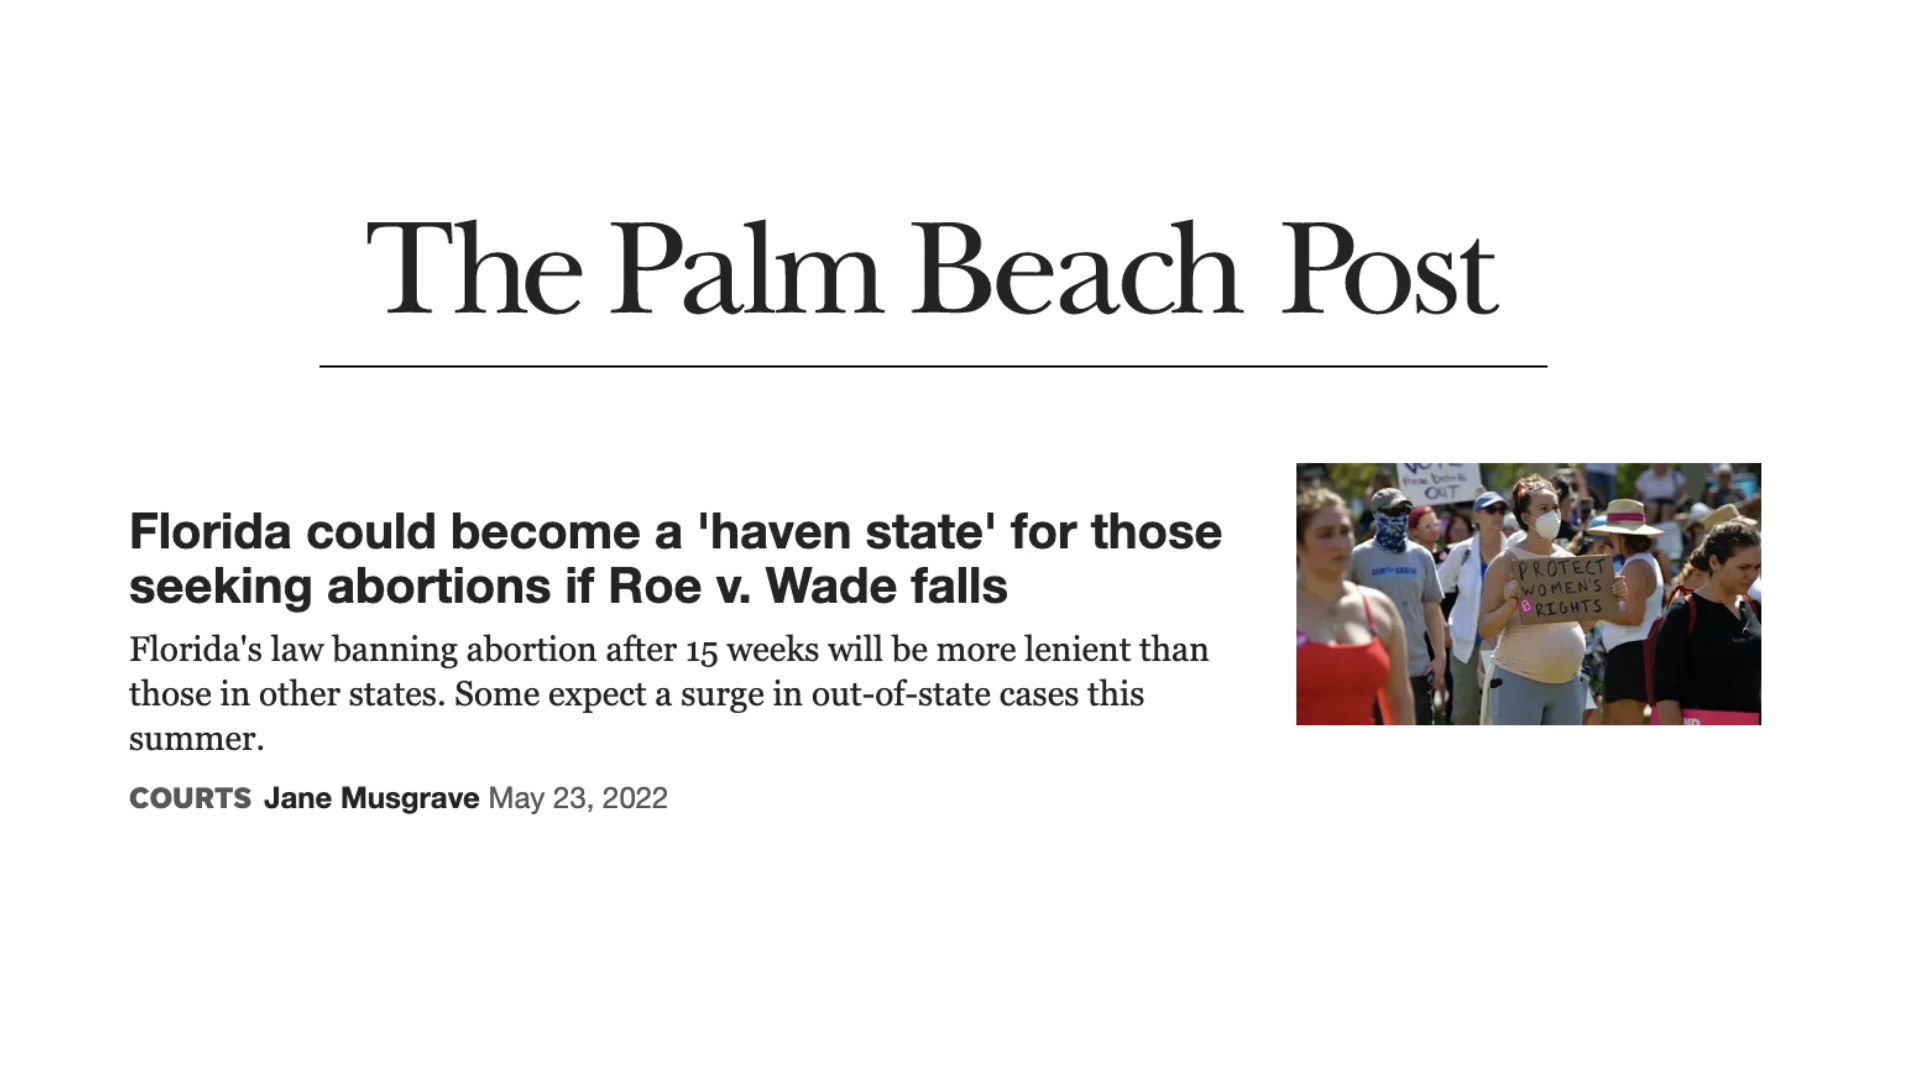 The Palm Beach Post
Florida could become a 'haven state' for those
seeking abortions if Roe v. Wade falls
Florida's law banning abortion after 15 weeks will be more lenient than
those in other states. Some expect a surge in out-of-state cases this
summer.
COURTS Jane Musgrave May 23, 2022
OUT
PROTECT
WOMEN'S
RIGHTS